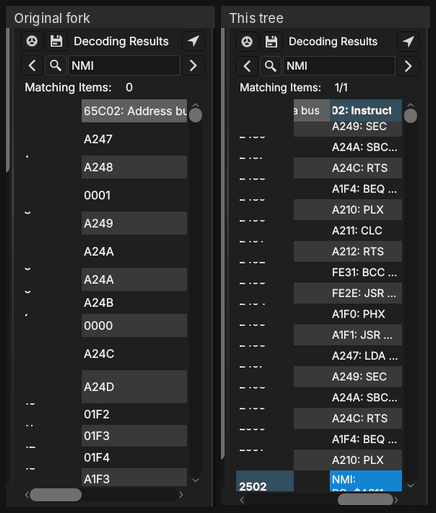 Original fork
Decoding Results
NMI
Matching Items: 0
65C02: Address bu
A247
A248
0001
A249
A24A
A24A
A24B
0000
A24C
A24D
01F2
01F3
01F4
A1F3
This tree
Decoding Results
NMI
Matching Items: 1/1
a bus 02: Instruct
A249: SEC
A24A: SBC...
A24C: RTS
A1F4: BEQ ...
A210: PLX
A211: CLC
A212: RTS
FE31: BCC ...
FE2E: JSR ...
A1F0: PHX
A1F1: JSR ...
A247: LDA ...
A249: SEC
A24A: SBC...
A24C: RTS
A1F4: BEQ ...
A210: PLX
2502 NMI: